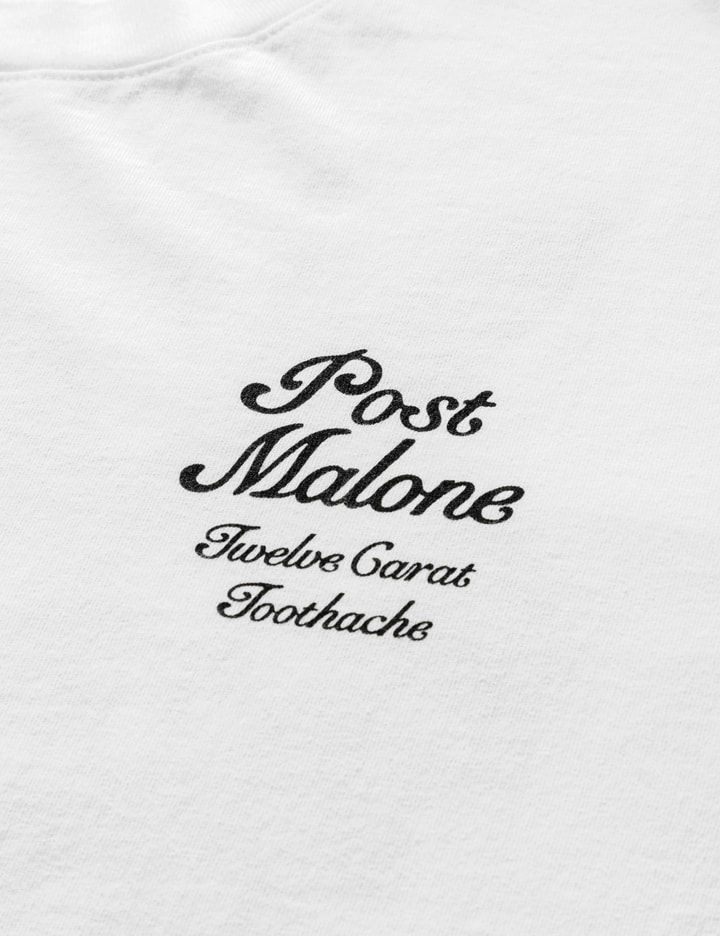 Post
Malone
Twelve Carat
Toothache